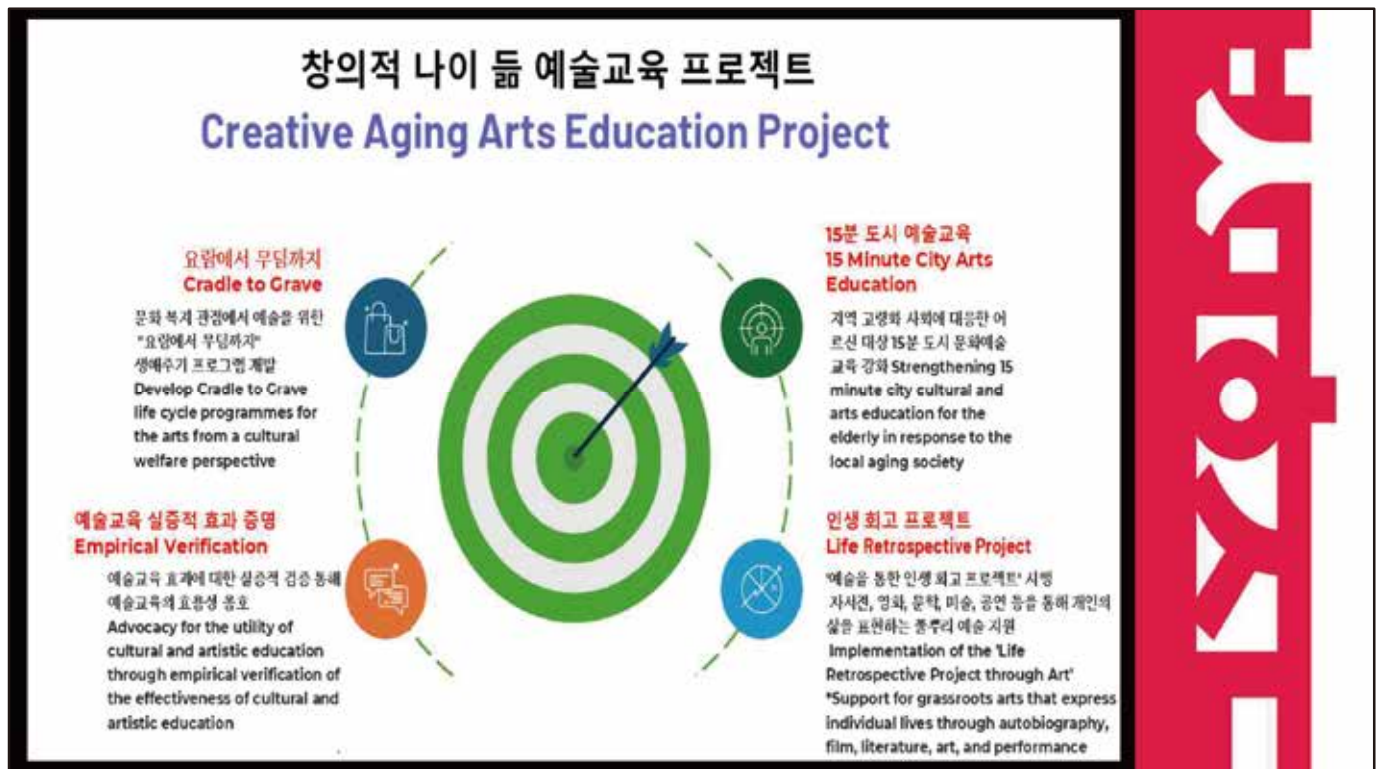 창의적 나이 듦 예술교육 프로젝트
Creative Aging Arts Education Project
요람에서 무덤까지
Cradle to Grave
문화 복지 관점에서 예술을 위한
"요람에서 무덤까지"
생애주기 프로그램 개발
Develop Cradle to Grave
life cycle programmes for
the arts from a cultural
welfare perspective
15분 도시 예술교육
15 Minute City Arts
Education
지역 고령화 사회에 대응한 어
르신 대상 15분 도시 문화예술
교육 강화 Strengthening 15
minute city cultural and
arts education for the
elderly in response to the
local aging society
예술교육 실증적 효과 증명
Empirical Verification
예술교육 효과에 대한 실증적 검증 통해
예술교육의 효용성 옹호
Advocacy for the utility of
cultural and artistic education
through empirical verification of
the effectiveness of cultural and
artistic education
인생 회고 프로젝트
Life Retrospective Project
'예술을 통한 인생 회고 프로젝트' 시행
자서전, 영화, 문학, 미술, 공연 등을 통해 개인의
삶을 표현하는 풀뿌리 예술 지원
Implementation of the 'Life
Retrospective Project through Art'
*Support for grassroots arts that express
individual lives through autobiography,
film, literature, art, and performance